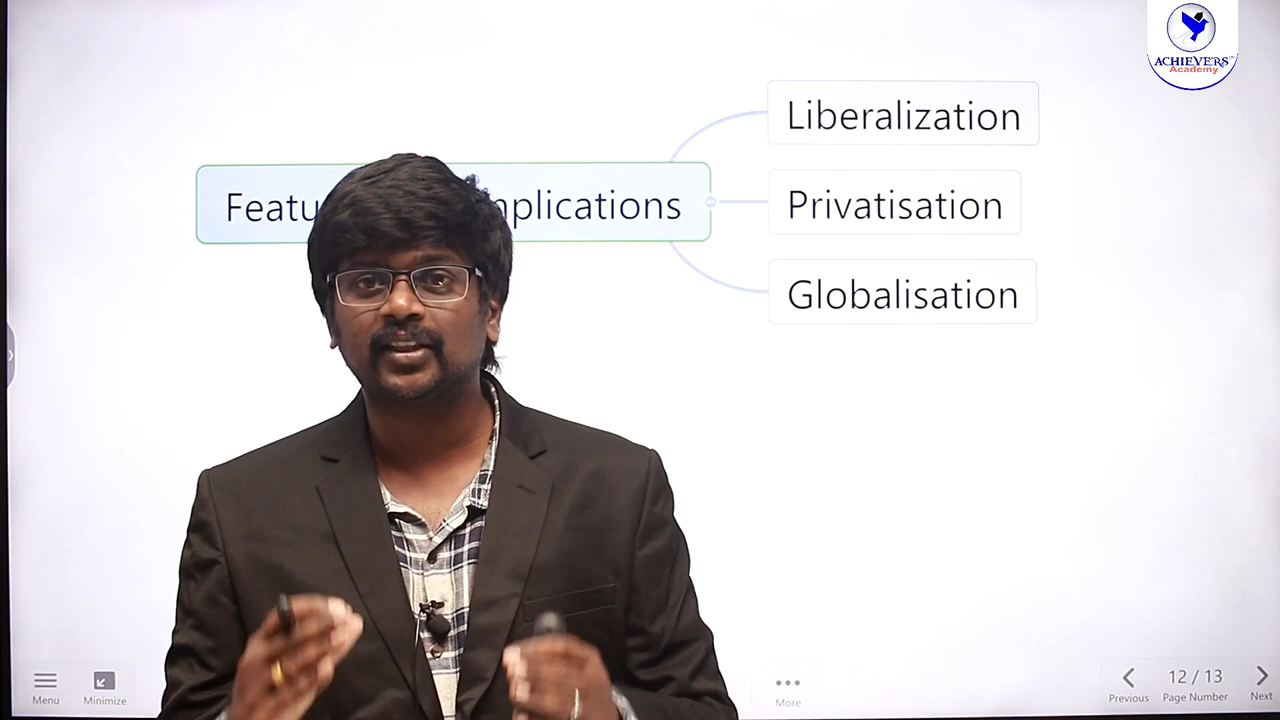 ACHIEVERS
Academy
Liberalization
Featu mplications
Privatisation
Globalisation
Menu
Minimize
More
Previous
12 / 13
Page Number
Next